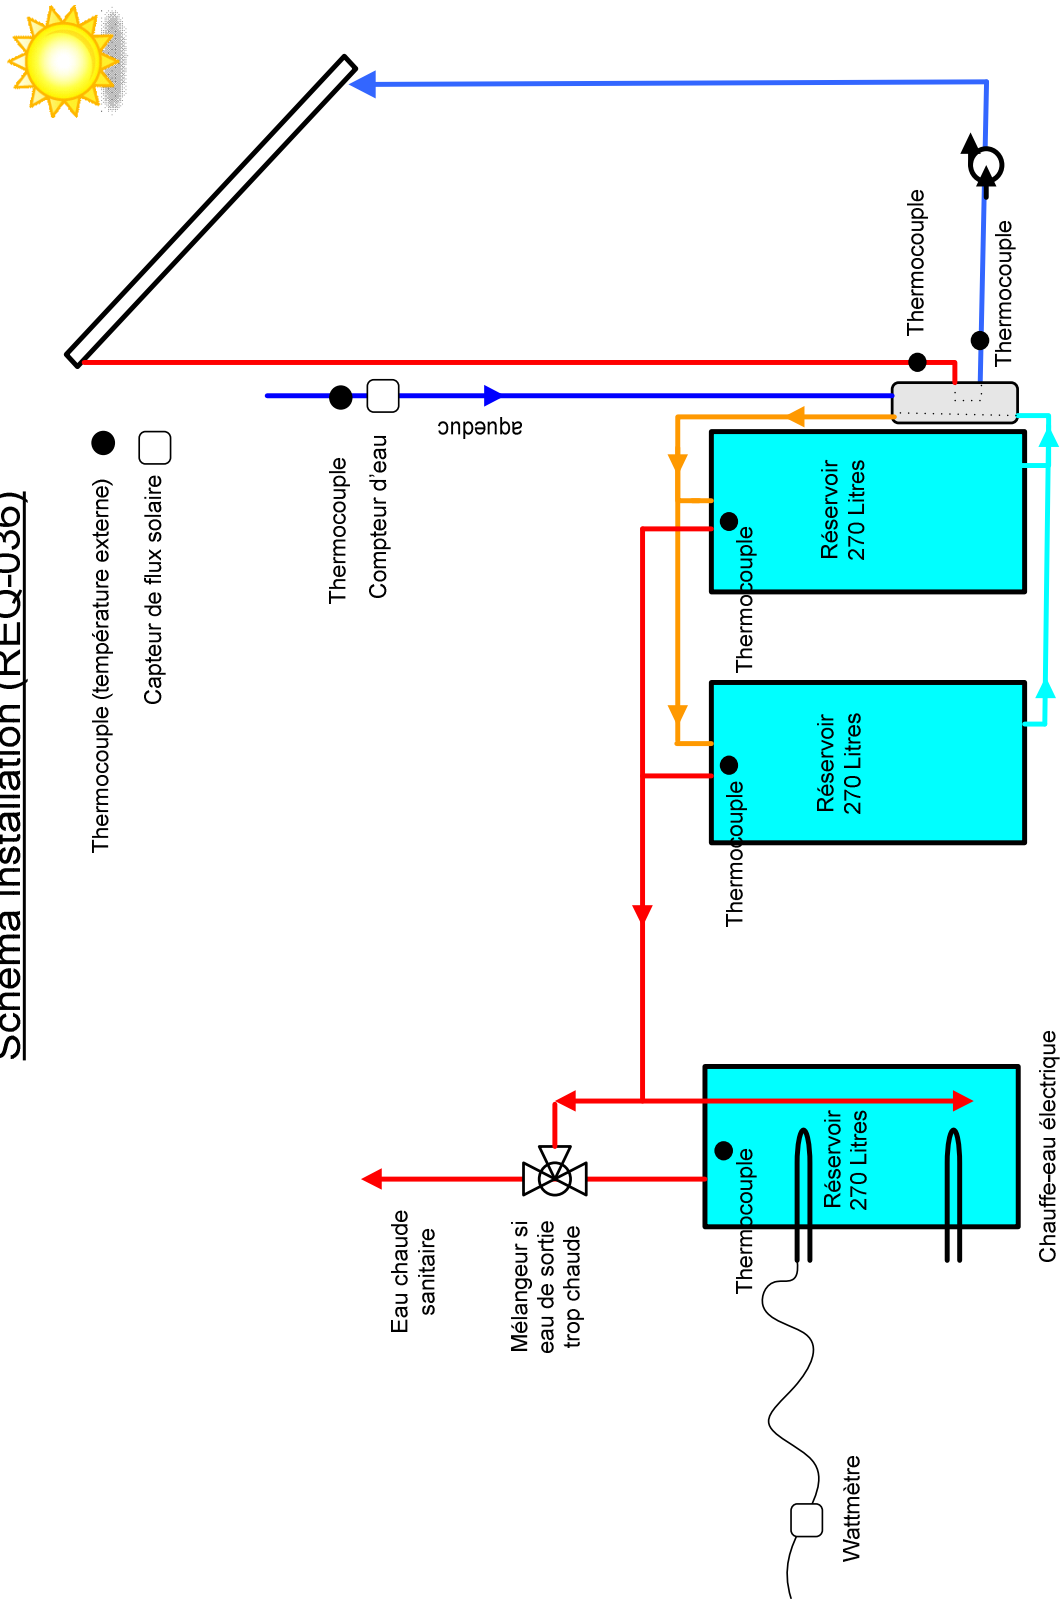 Schéma Installation (REQ-036)
Thermocouple (température externe)
Capteur de flux solaire
Thermocouple
Compteur d'eau
aqueduc
Thermocouple
Thermocouple
Réservoir
270 Litres
Thermocouple
Réservoir
270 Litres
Thermocouple
Eau chaude
sanitaire
Mélangeur si
eau de sortie
trop chaude
Thermocouple
Réservoir
270 Litres
Chauffe-eau électrique
Wattmètre